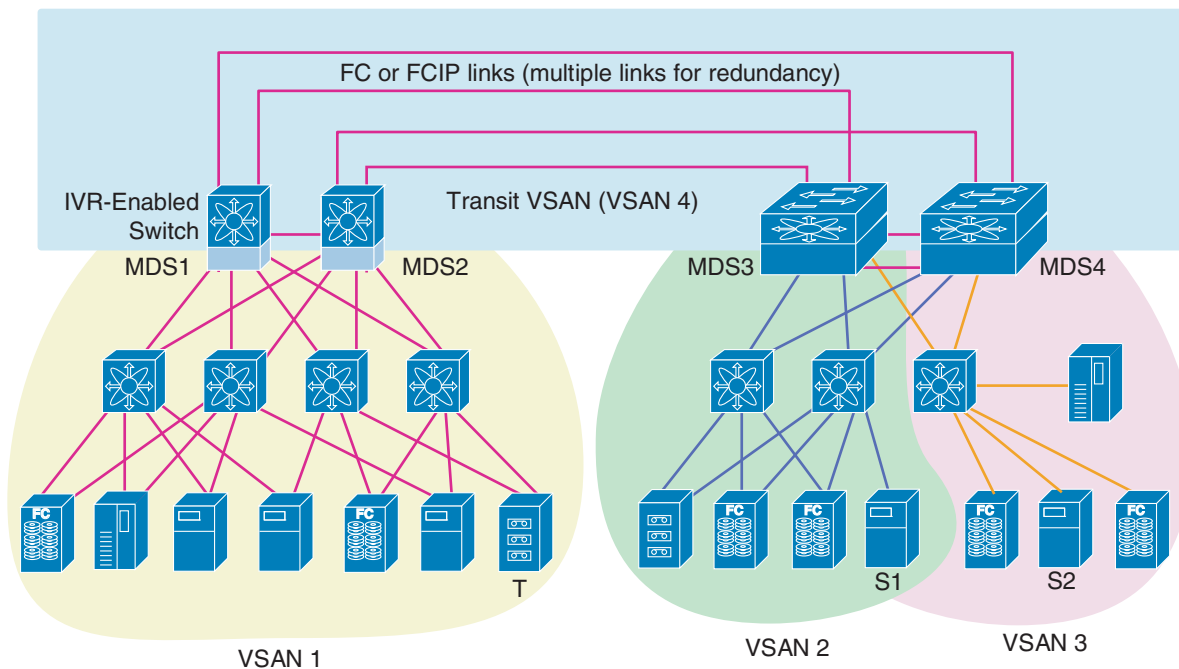 FC or FCIP links (multiple links for redundancy)
IVR-Enabled
Switch
Transit VSAN (VSAN 4)
MDS1
MDS2
MDS3
MDS4
FC
FC
FC
FC
FC
FC
T
S1
S2
VSAN 1
VSAN 2
VSAN 3